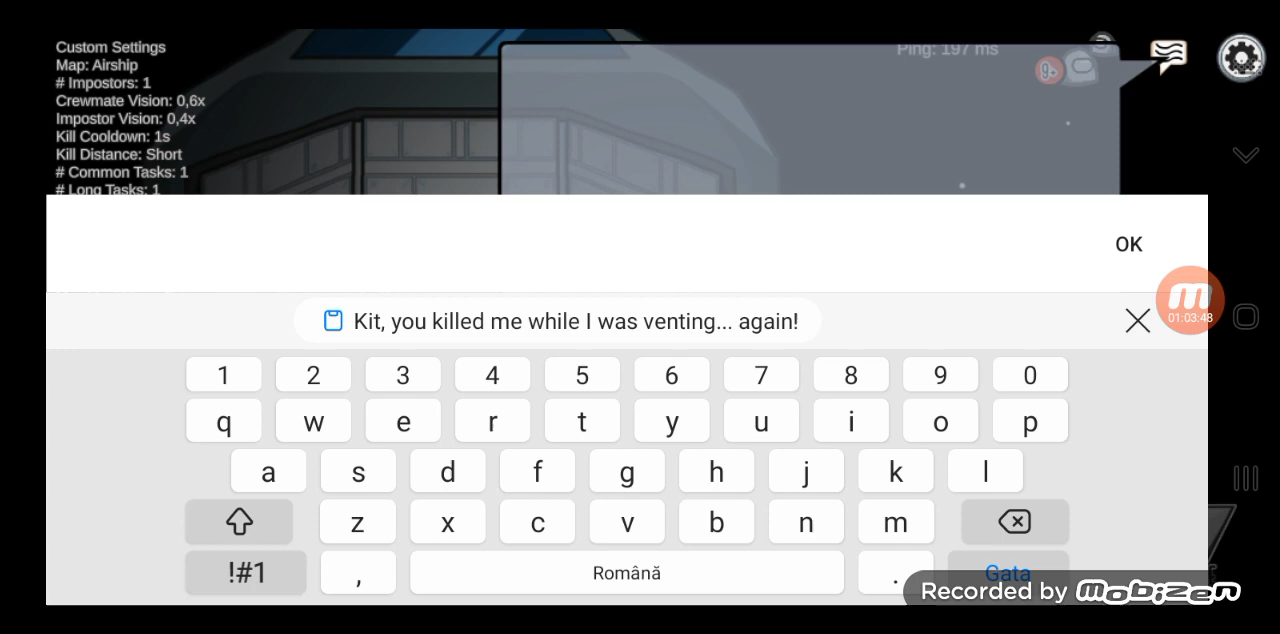 Custom Settings
Map: Airship
# Impostors: 1
Crewmate Vision: 0,6x
Impostor Vision: 0,4x
Kill Cooldown: 1s
Kill Distance: Short
# Common Tasks: 1
# Long Tasks: 1
Ping: 197 ms
9+
OK
Kit, you killed me while I was venting... again!
01:03:48
1 2 3 4 5 6 7 8 9 0
q w e r t y u i o p
a s d f g h j k l
z x c v b n m
!#1 , Română . Gata
Recorded by mobizen